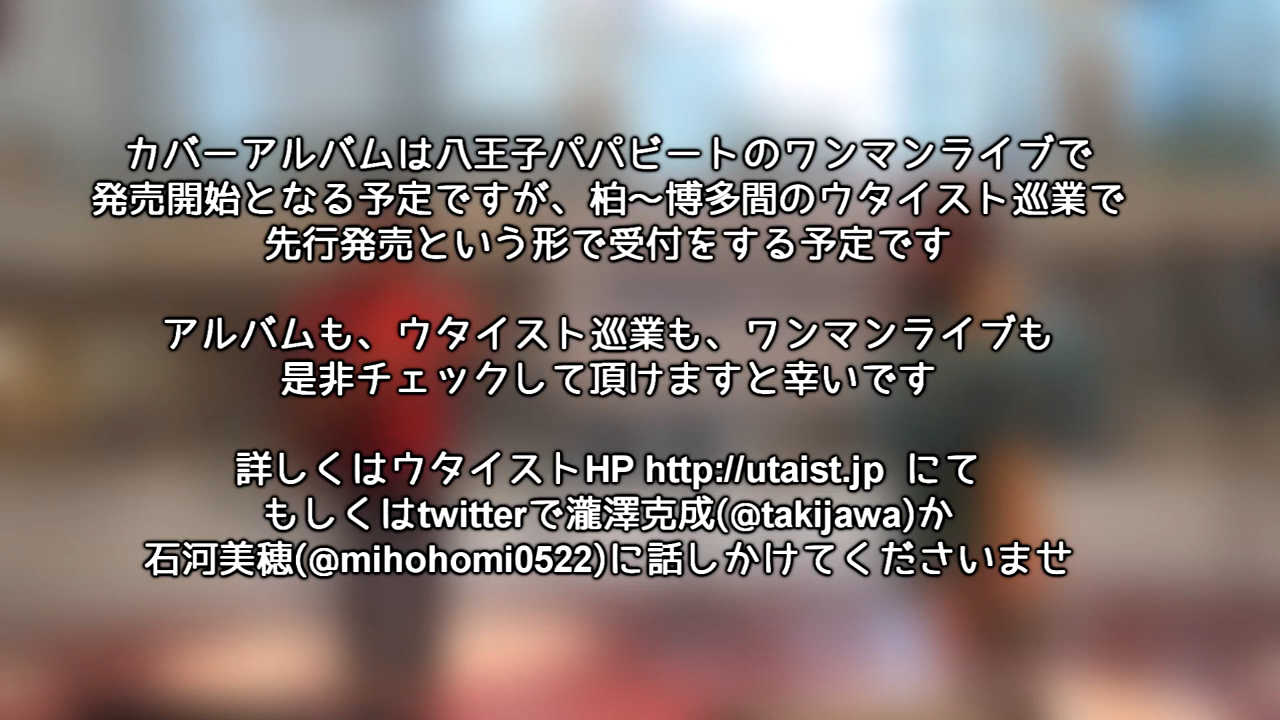 カバーアルバムは八王子パパビートのワンマンライブで
発売開始となる予定ですが、柏～博多間のウタイスト巡業で
先行発売という形で受付をする予定です
アルバムも、ウタイスト巡業も、ワンマンライブも
是非チェックして頂けますと幸いです
詳しくはウタイストHP http://utaist.jp にて
もしくはtwitterで瀧澤克成(@takijawa)か
石河美穂(@mihohomi0522)に話しかけてくださいませ